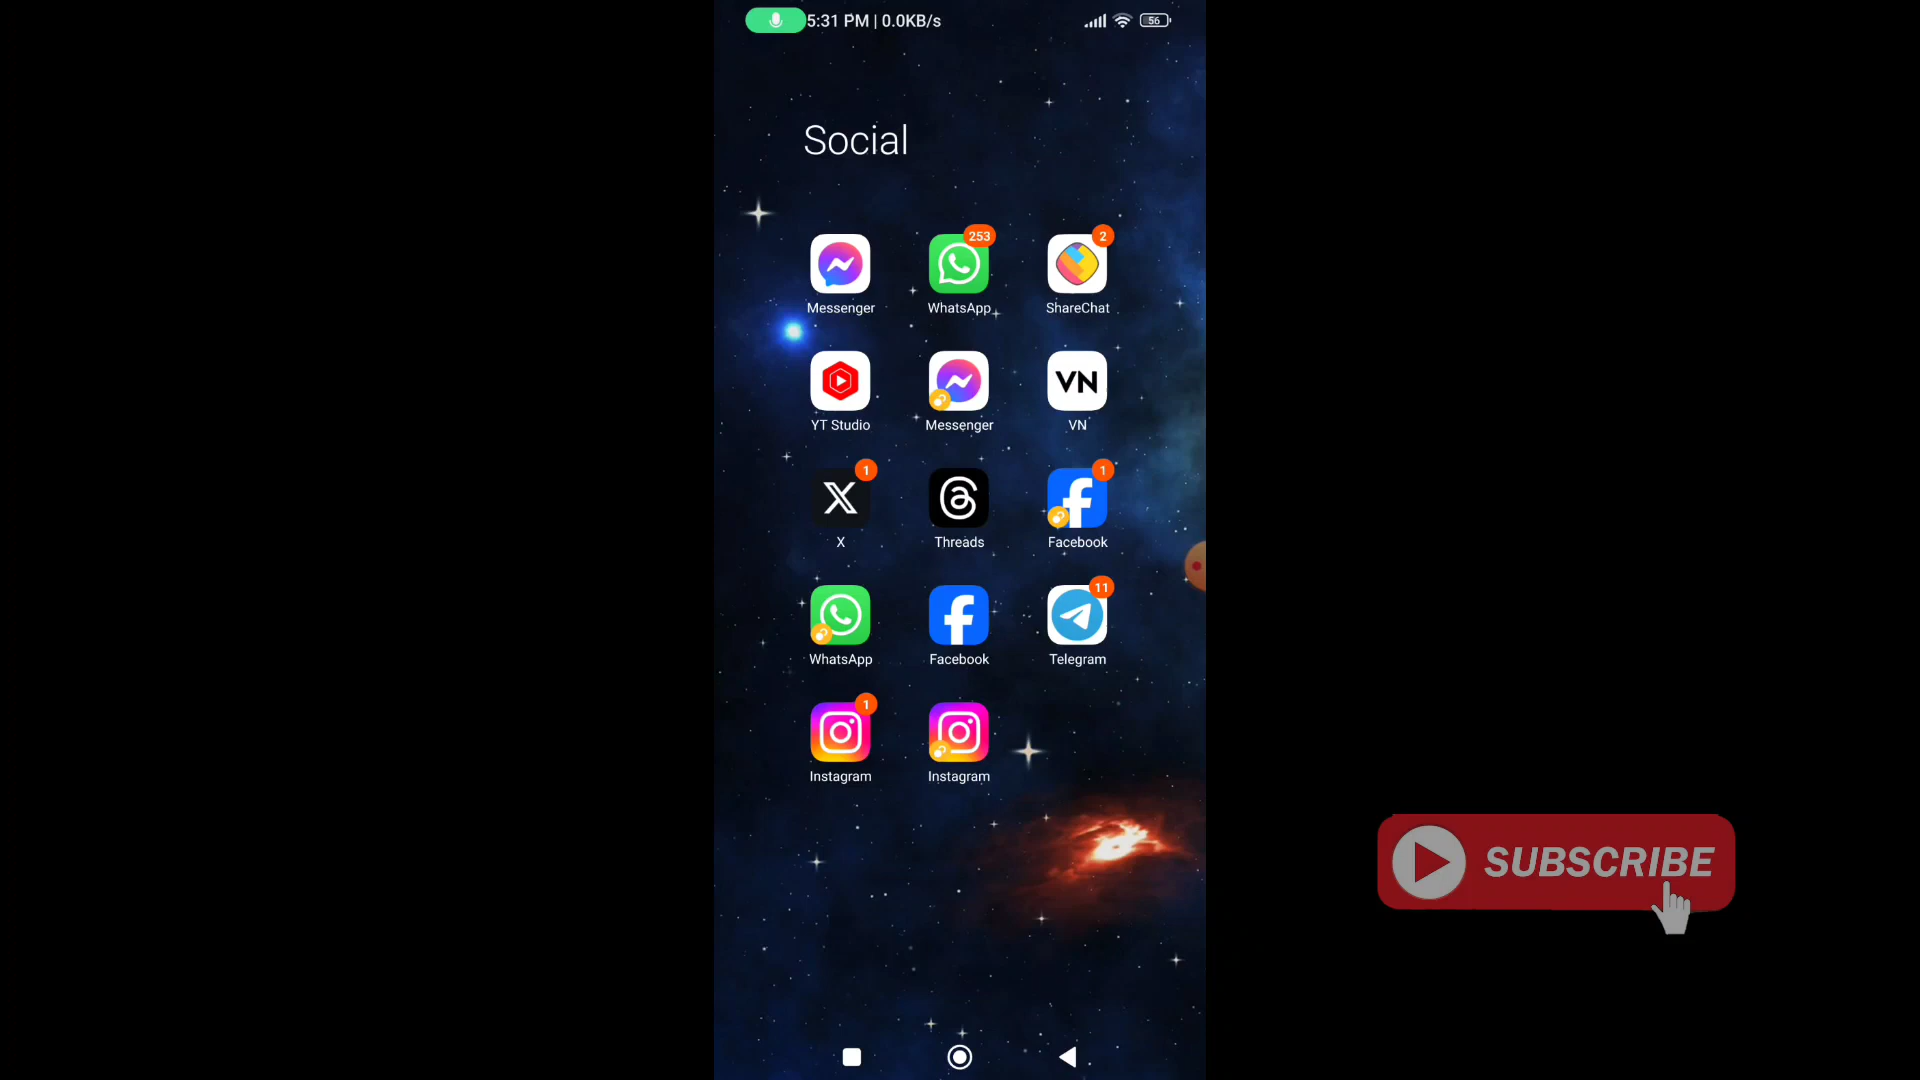 5:31 PM | 0.0KB/s 56
Social
253 2
Messenger WhatsApp ShareChat
VN
YT Studio Messenger VN
1 1
X Threads Facebook
11
WhatsApp Facebook Telegram
1
Instagram Instagram
SUBSCRIBE